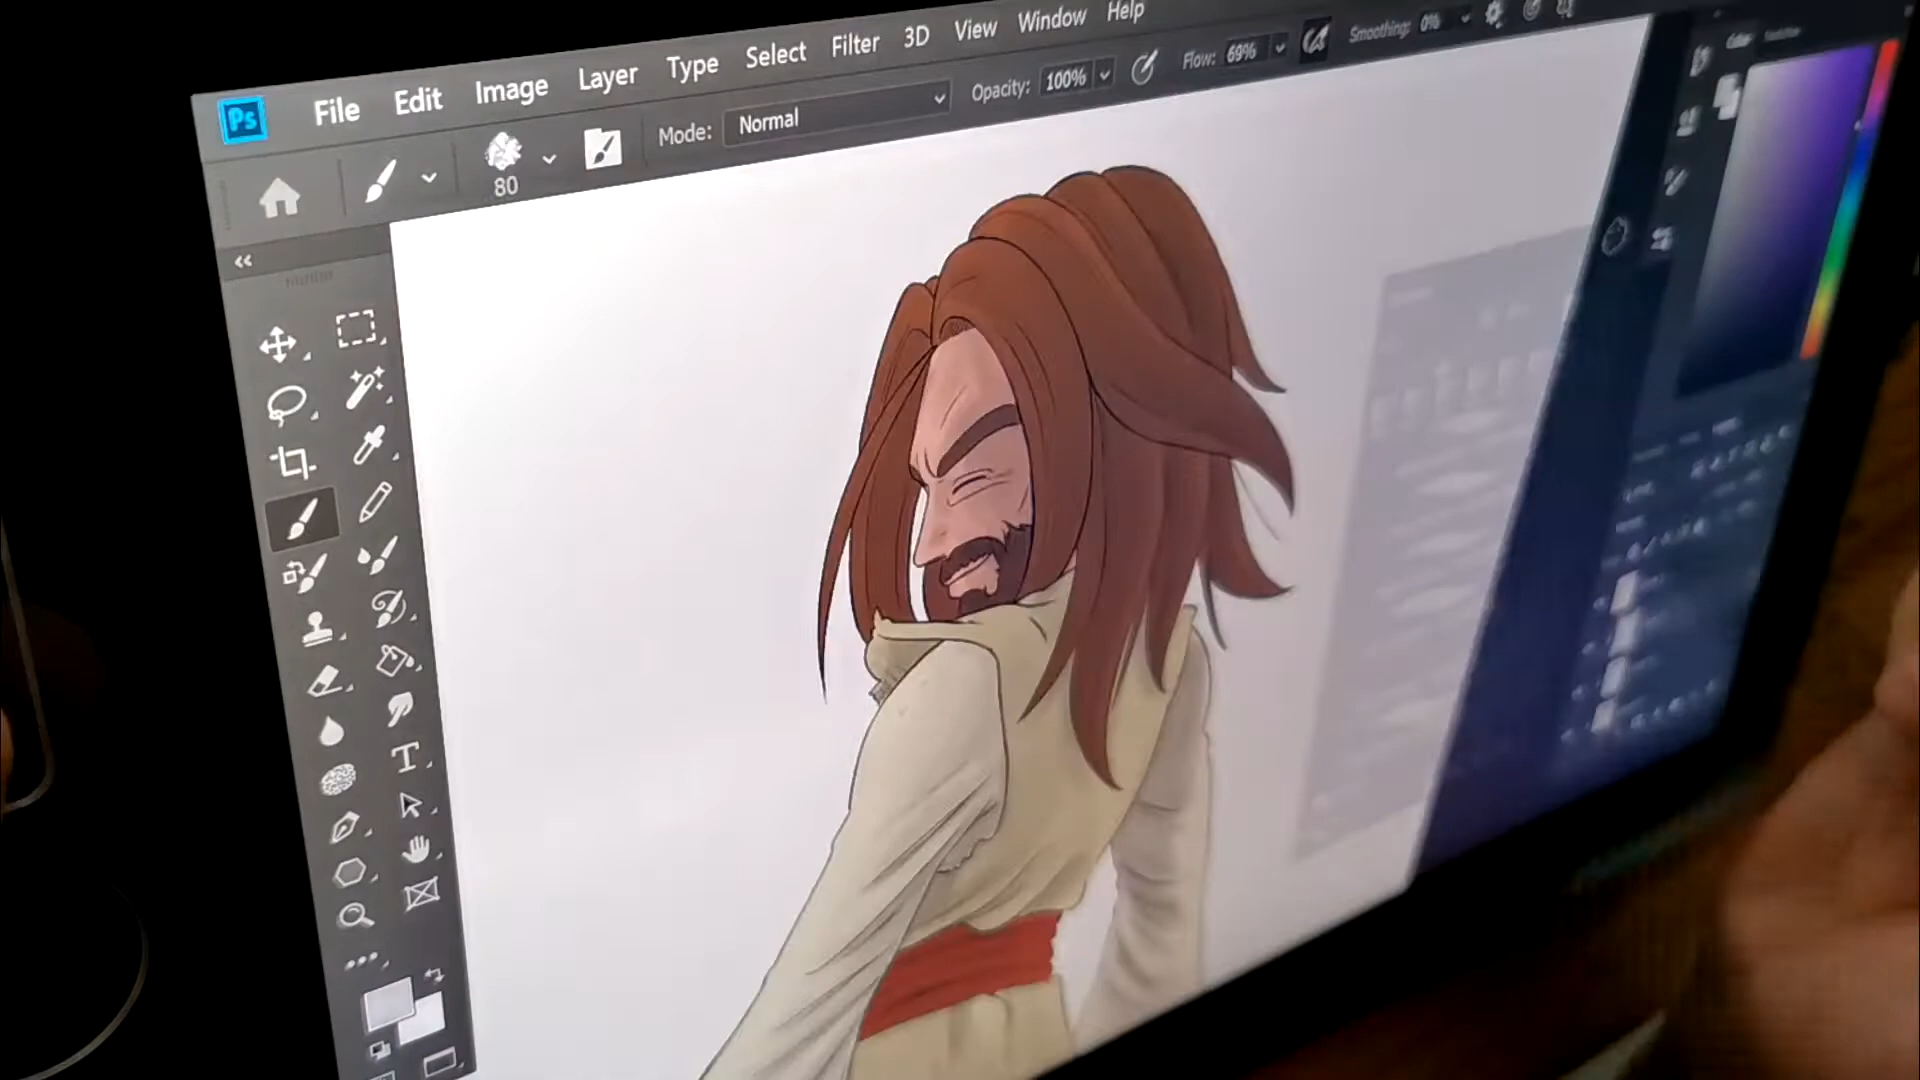 Ps File Edit Image Layer Type Select Filter 3D View Window Help
80 Mode: Normal Opacity: 100% Flow: 69% Smoothing: 0%
Color
T